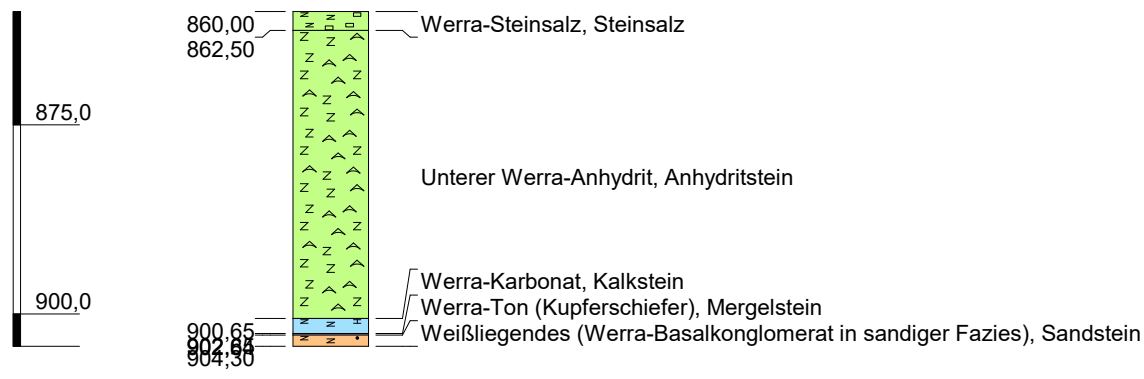 860,00
Werra-Steinsalz, Steinsalz
862,50
875,0
Unterer Werra-Anhydrit, Anhydritstein
Werra-Karbonat, Kalkstein
900,0
Werra-Ton (Kupferschiefer), Mergelstein
900,65
Weißliegendes (Werra-Basalkonglomerat in sandiger Fazies), Sandstein
904,30